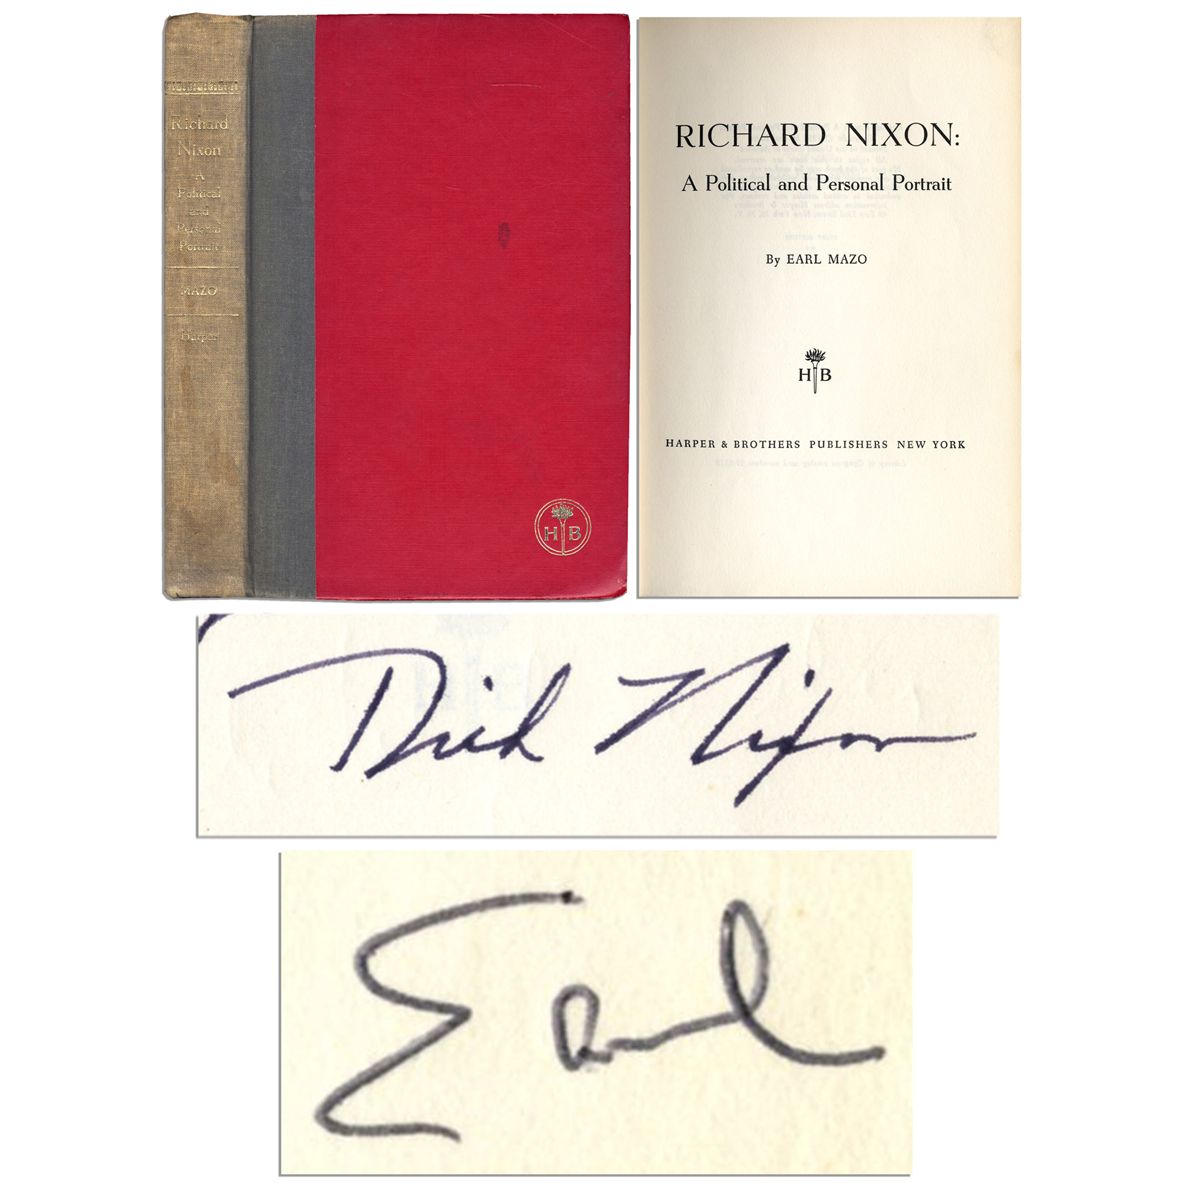 Richard
Nixon
A
Political
and
Personal
Portrait
MAZO
Harper
H B
RICHARD NIXON:
A Political and Personal Portrait
By EARL MAZO
H B
HARPER & BROTHERS PUBLISHERS NEW YORK
Dick Nixon
Earl